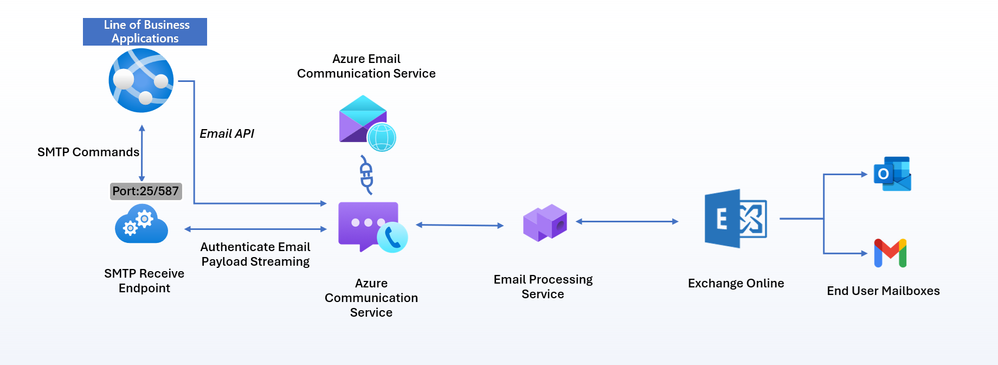 Line of Business
Applications
Azure Email
Communication Service
Email API
SMTP Commands
Port:25/587
Authenticate Email
Payload Streaming
SMTP Receive
Endpoint
Azure
Communication
Service
Email Processing
Service
E
Exchange Online
O
End User Mailboxes